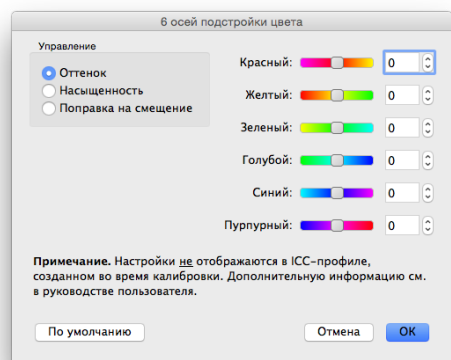 6 осей подстройки цвета
Управление
Оттенок
Насыщенность
Поправка на смещение
Красный: 0
Желтый: 0
Зеленый: 0
Голубой: 0
Синий: 0
Пурпурный: 0
Примечание. Настройки не отображаются в ICC-профиле,
созданном во время калибровки. Дополнительную информацию см.
в руководстве пользователя.
По умолчанию
Отмена
OK